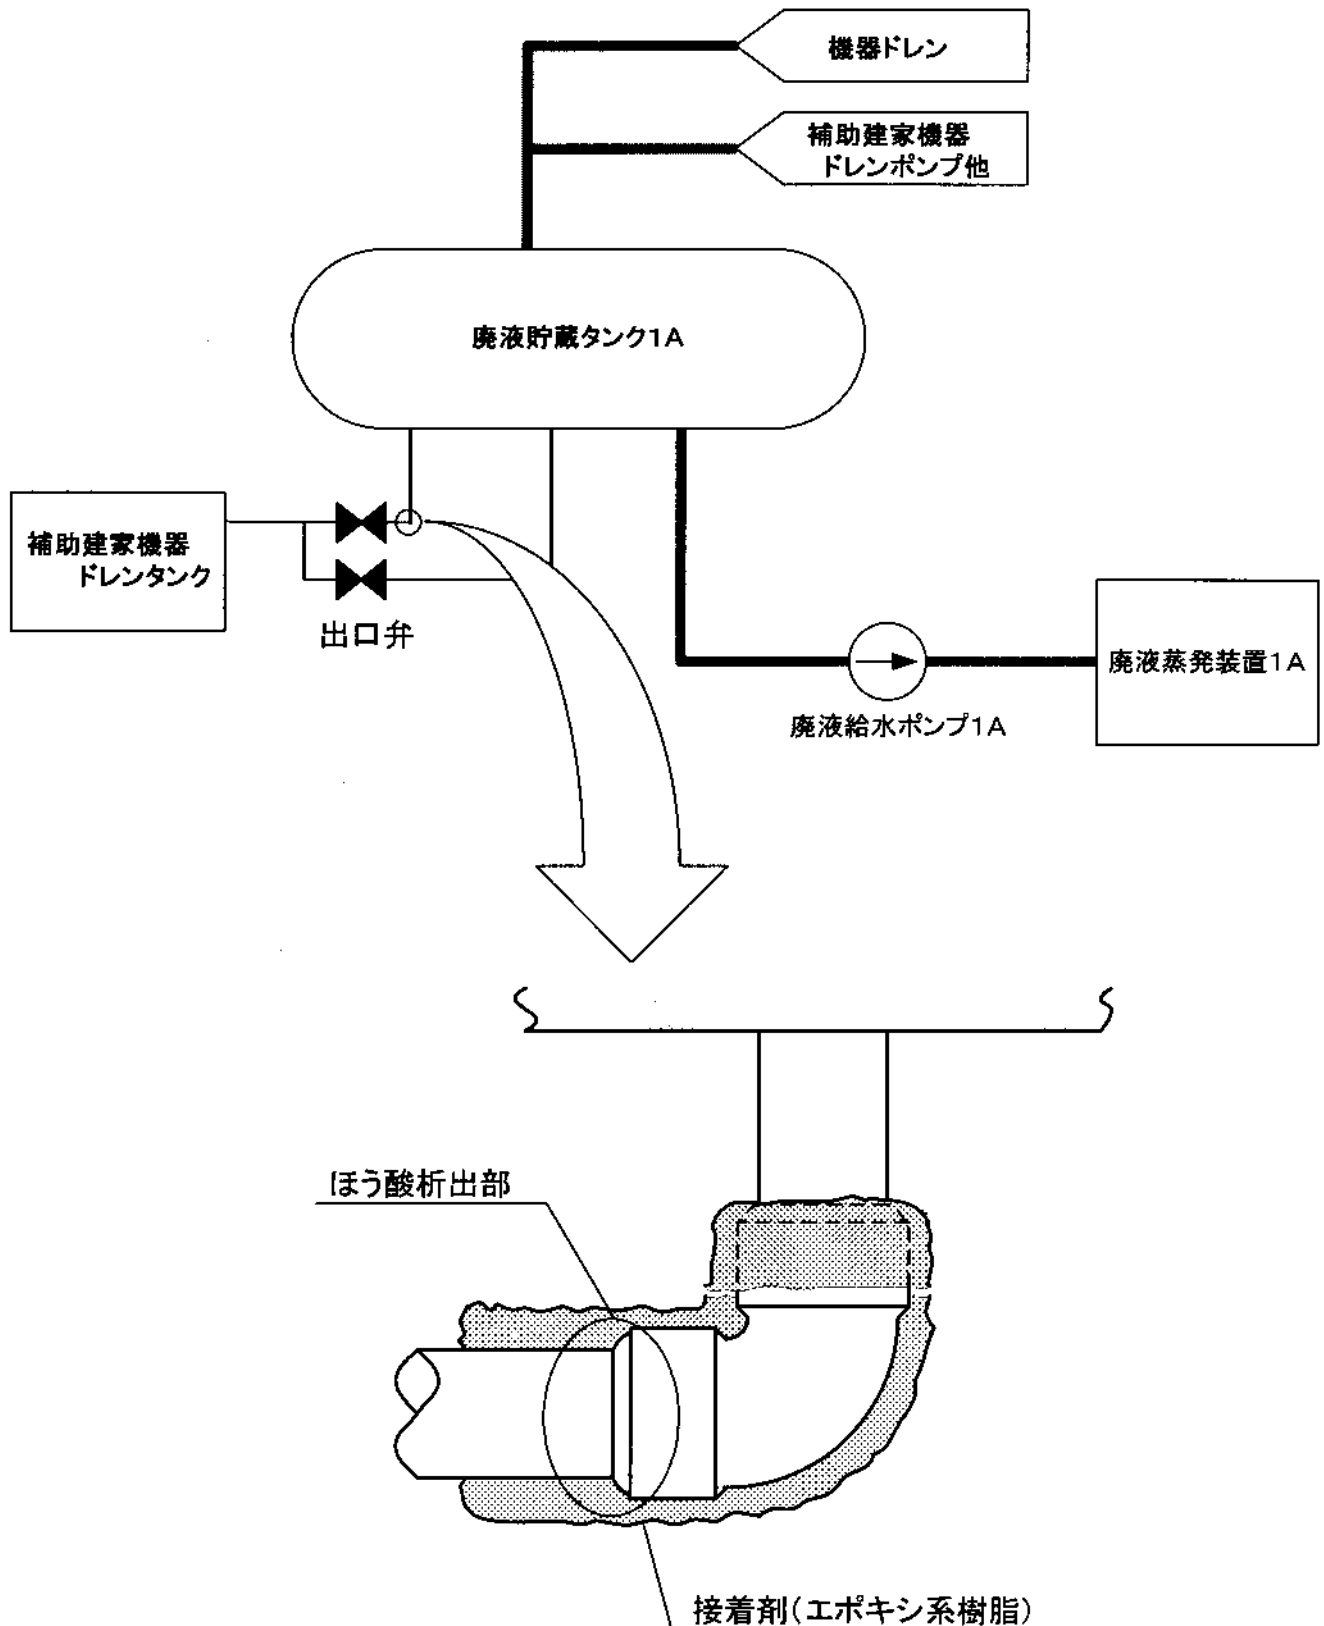 機器ドレン
補助建家機器
ドレンポンプ他
廃液貯蔵タンク1A
補助建家機器
ドレンタンク
出口弁
廃液蒸発装置1A
廃液給水ポンプ1A
ほう酸析出部
接着剤(エポキシ系樹脂)